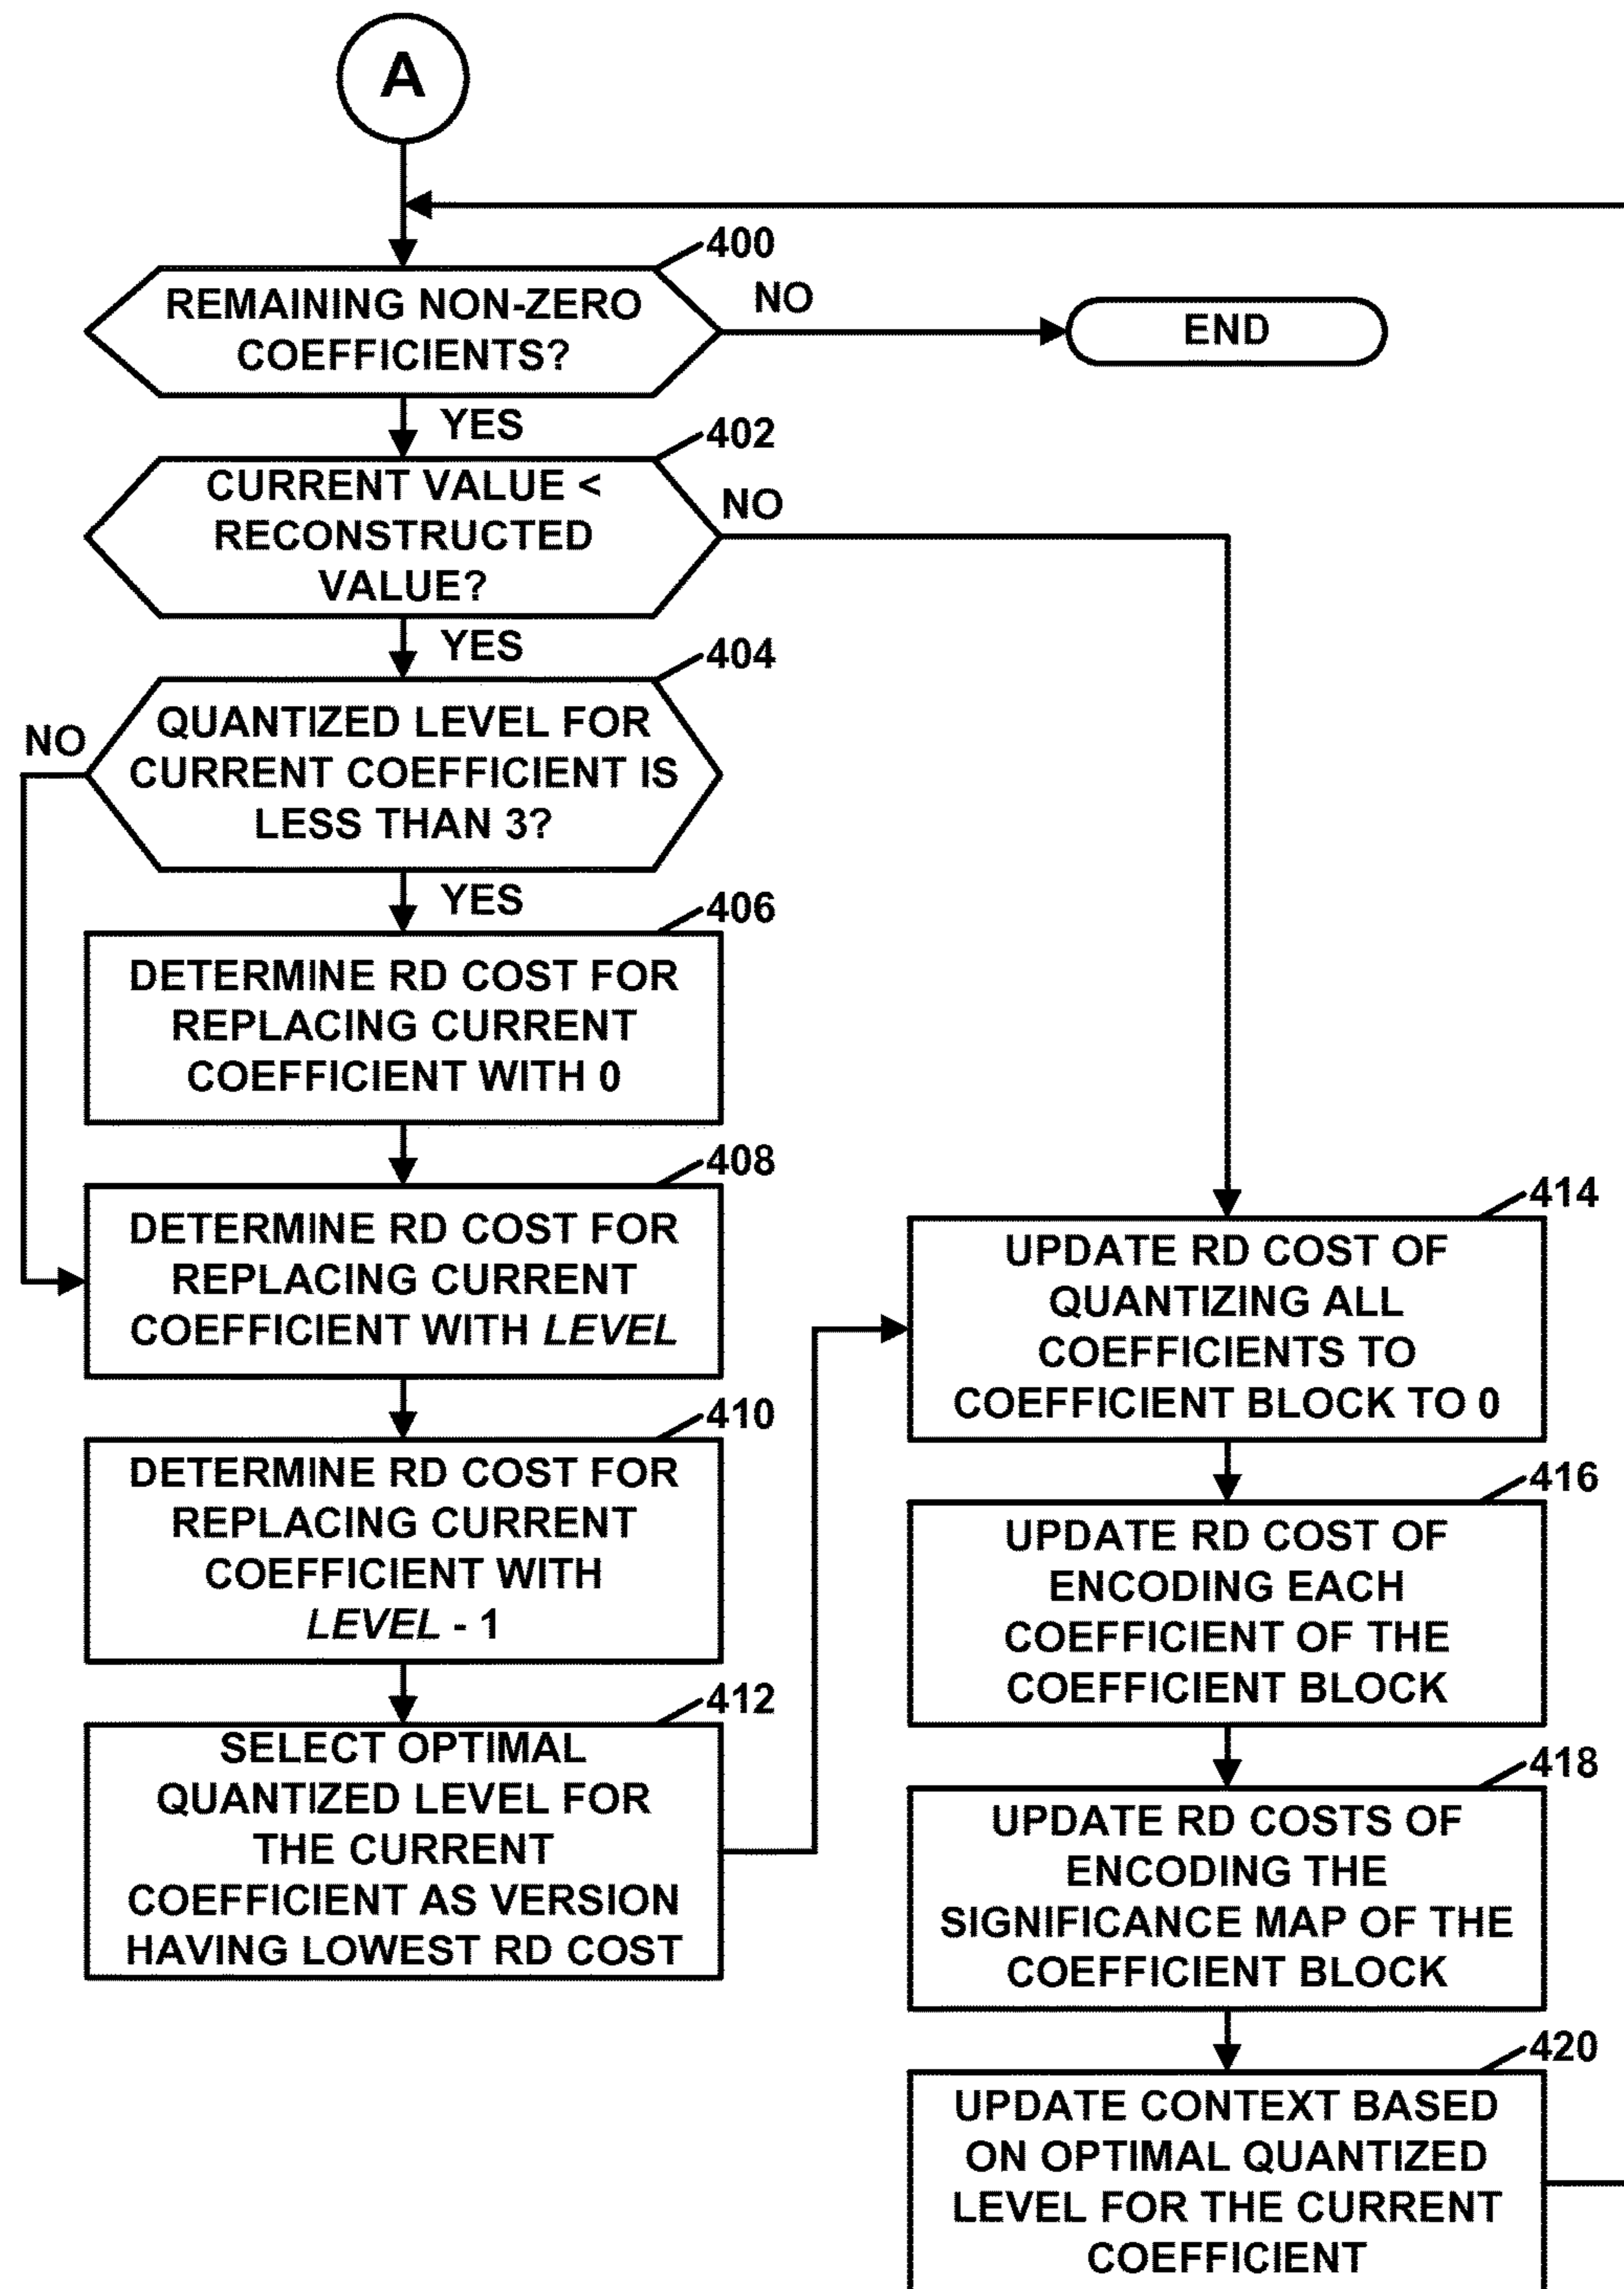 A
400
REMAINING NON-ZERO
COEFFICIENTS?
NO
END
YES
402
CURRENT VALUE <
RECONSTRUCTED
VALUE?
NO
YES
404
QUANTIZED LEVEL FOR
CURRENT COEFFICIENT IS
LESS THAN 3?
NO
YES
406
DETERMINE RD COST FOR
REPLACING CURRENT
COEFFICIENT WITH 0
408
DETERMINE RD COST FOR
REPLACING CURRENT
COEFFICIENT WITH LEVEL
410
DETERMINE RD COST FOR
REPLACING CURRENT
COEFFICIENT WITH
LEVEL - 1
412
SELECT OPTIMAL
QUANTIZED LEVEL FOR
THE CURRENT
COEFFICIENT AS VERSION
HAVING LOWEST RD COST
414
UPDATE RD COST OF
QUANTIZING ALL
COEFFICIENTS TO
COEFFICIENT BLOCK TO 0
416
UPDATE RD COST OF
ENCODING EACH
COEFFICIENT OF THE
COEFFICIENT BLOCK
418
UPDATE RD COSTS OF
ENCODING THE
SIGNIFICANCE MAP OF THE
COEFFICIENT BLOCK
420
UPDATE CONTEXT BASED
ON OPTIMAL QUANTIZED
LEVEL FOR THE CURRENT
COEFFICIENT